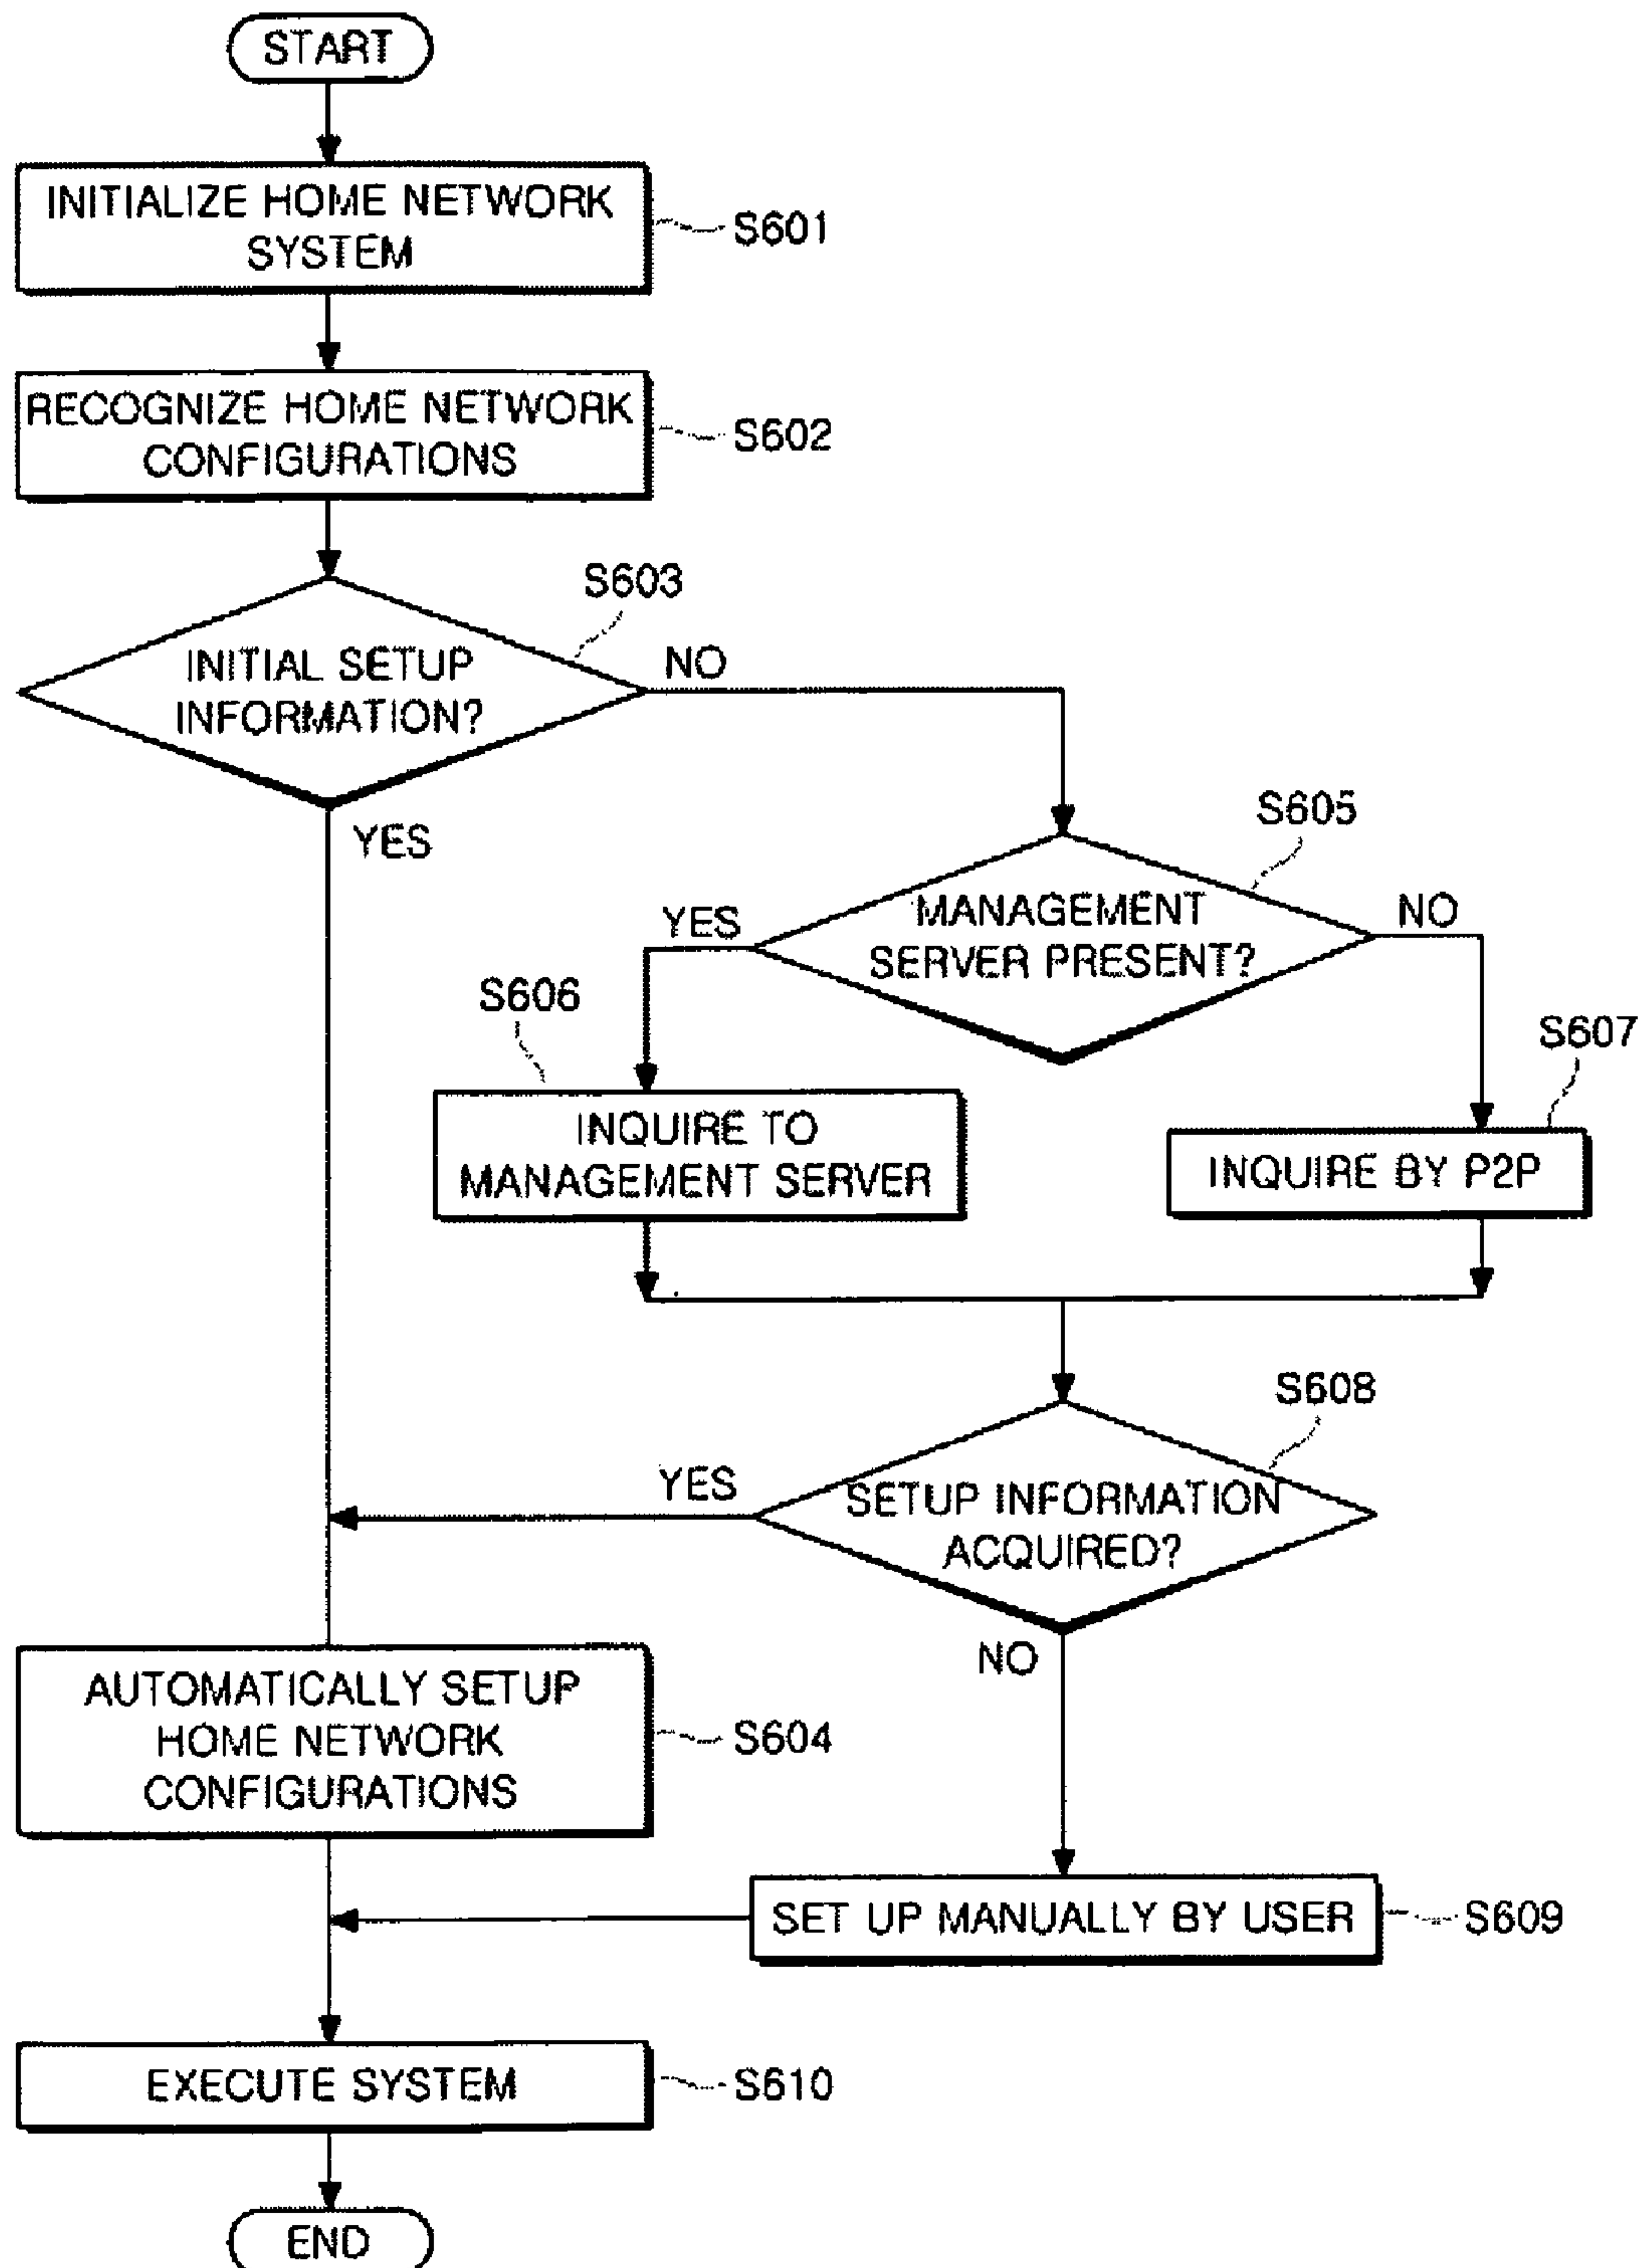 START
INITIALIZE HOME NETWORK
SYSTEM
S601
RECOGNIZE HOME NETWORK
CONFIGURATIONS
S602
S603
INITIAL SETUP
INFORMATION?
NO
YES
S605
MANAGEMENT
SERVER PRESENT?
YES
NO
S606
INQUIRE TO
MANAGEMENT SERVER
S607
INQUIRE BY P2P
S608
SETUP INFORMATION
ACQUIRED?
YES
NO
AUTOMATICALLY SETUP
HOME NETWORK
CONFIGURATIONS
S604
SET UP MANUALLY BY USER
S609
EXECUTE SYSTEM
S610
END